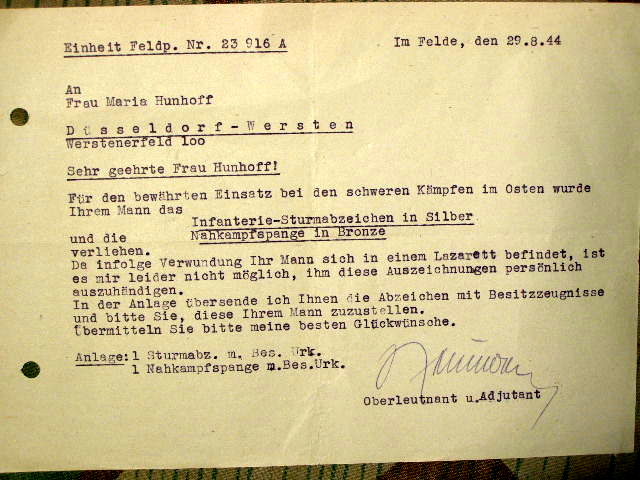 Einheit Feldp. Nr. 23 916 A
Im Felde, den 29.8.44
An
Frau Maria Hunhoff
Düsseldorf-Wersten
Werstenerfeld 1oo
Sehr geehrte Frau Hunhoff!
Für den bewährten Einsatz bei den schweren Kämpfen im Osten wurde
Ihrem Mann das
Infanterie-Sturmabzeichen in Silber
und die
Nahkampfspange in Bronze
verliehen.
Da infolge Verwundung Ihr Mann sich in einem Lazarett befindet, ist
es mir leider nicht möglich, ihm diese Auszeichnungen persönlich
auszuhändigen.
In der Anlage übersende ich Ihnen die Abzeichen mit Besitzzeugnisse
und bitte Sie, diese Ihrem Mann zuzustellen.
Übermitteln Sie bitte meine besten Glückwünsche.
Anlage: 1 Sturmabz. m. Bes. Urk.
1 Nahkampfspange m.Bes.Urk.
Oberleutnant u.Adjutant